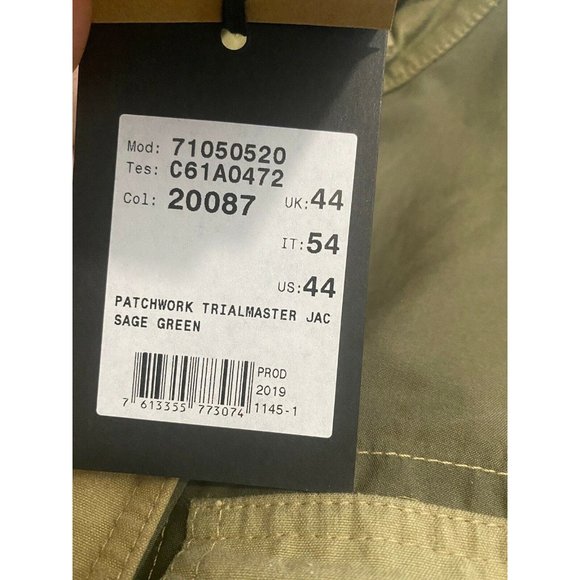 Mod: 71050520
Tes: C61A0472
Col: 20087 UK: 44
IT: 54
US: 44
PATCHWORK TRIALMASTER JAC
SAGE GREEN
PROD
2019
7 613355 773074 1145-1